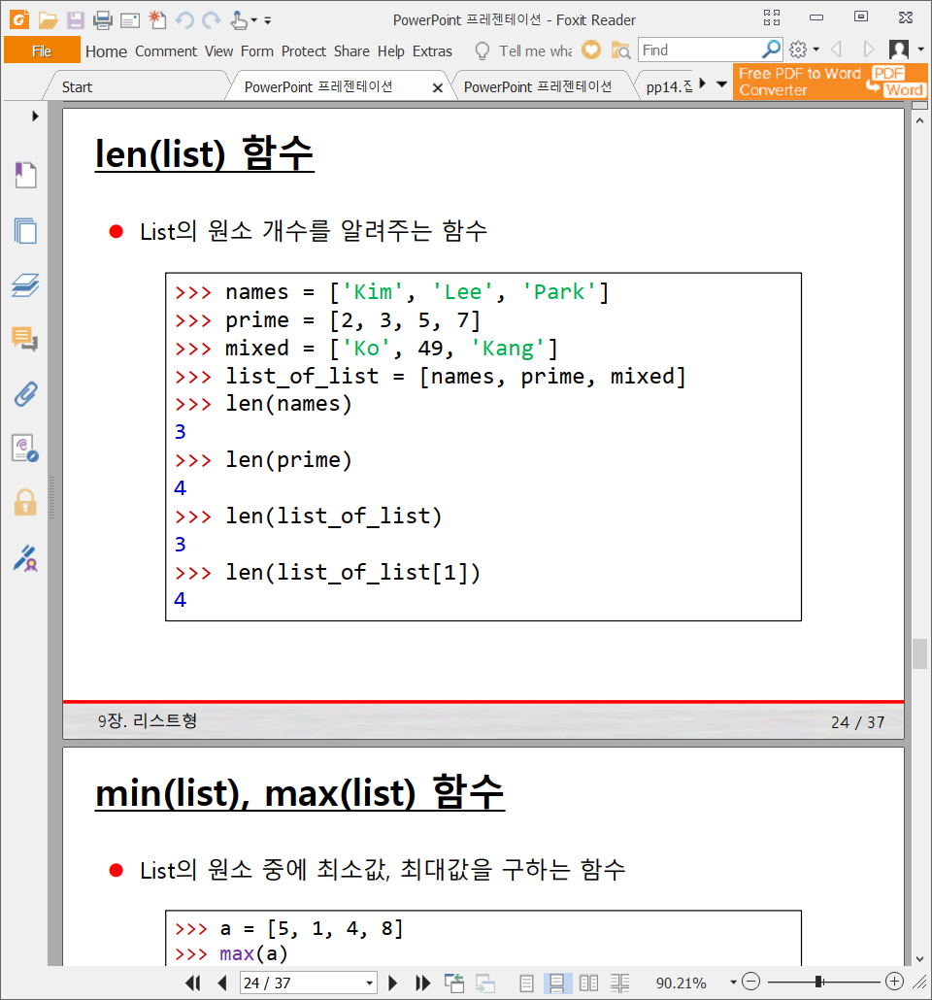 PowerPoint 프레젠테이션 - Foxit Reader
File Home Comment View Form Protect Share Help Extras Tell me wha Find
Start PowerPoint 프레젠테이션 PowerPoint 프레젠테이션 pp14.집
Free PDF to Word Converter PDF Word
len(list) 함수
List의 원소 개수를 알려주는 함수
>>> names = ['Kim', 'Lee', 'Park']
>>> prime = [2, 3, 5, 7]
>>> mixed = ['Ko', 49, 'Kang']
>>> list_of_list = [names, prime, mixed]
>>> len(names)
3
>>> len(prime)
4
>>> len(list_of_list)
3
>>> len(list_of_list[1])
4
9장. 리스트형 24 / 37
min(list), max(list) 함수
List의 원소 중에 최소값, 최대값을 구하는 함수
>>> a = [5, 1, 4, 8]
>>> max(a)
24 / 37 90.21%